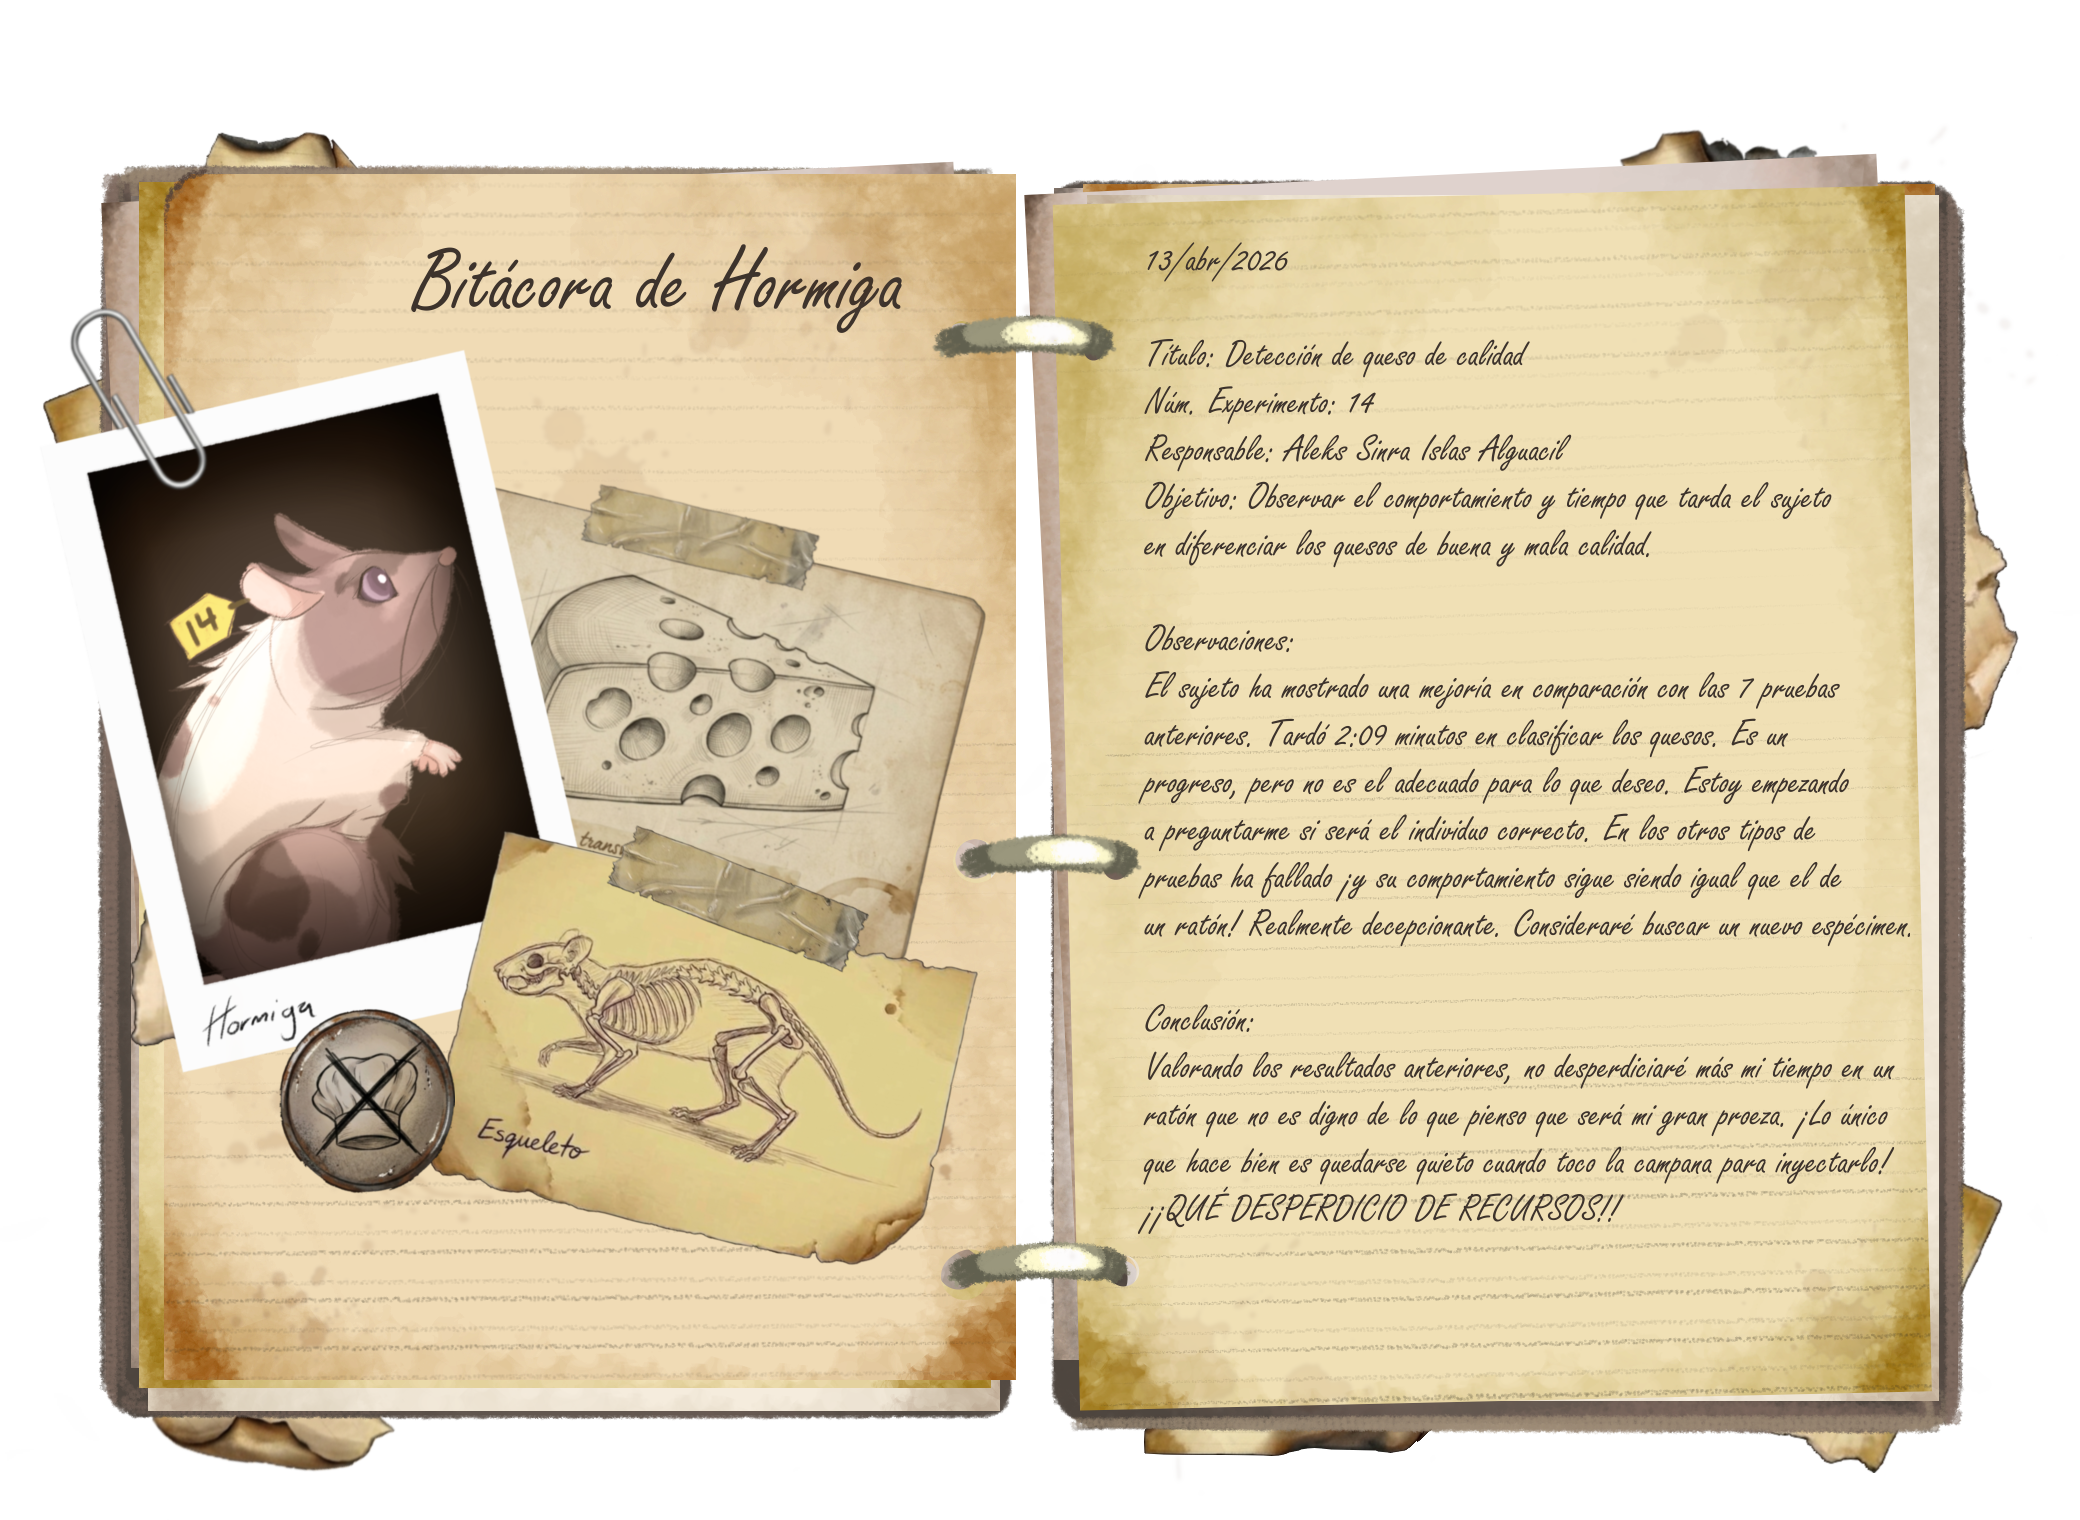 Bitácora de Hormiga
14
Hormiga
Esqueleto
13/abr/2026
Título: Detección de queso de calidad
Núm. Experimento: 14
Responsable: Aleks Sinra Islas Alguacil
Objetivo: Observar el comportamiento y tiempo que tarda el sujeto
en diferenciar los quesos de buena y mala calidad.
Observaciones:
El sujeto ha mostrado una mejoría en comparación con las 7 pruebas
anteriores. Tardó 2:09 minutos en clasificar los quesos. Es un
progreso, pero no es el adecuado para lo que deseo. Estoy empezando
a preguntarme si será el individuo correcto. En los otros tipos de
pruebas ha fallado ¡y su comportamiento sigue siendo igual que el de
un ratón! Realmente decepcionante. Consideraré buscar un nuevo espécimen.
Conclusión:
Valorando los resultados anteriores, no desperdiciaré más mi tiempo en un
ratón que no es digno de lo que pienso que será mi gran proeza. ¡Lo único
que hace bien es quedarse quieto cuando toco la campana para inyectarlo!
¡¡QUÉ DESPERDICIO DE RECURSOS!!